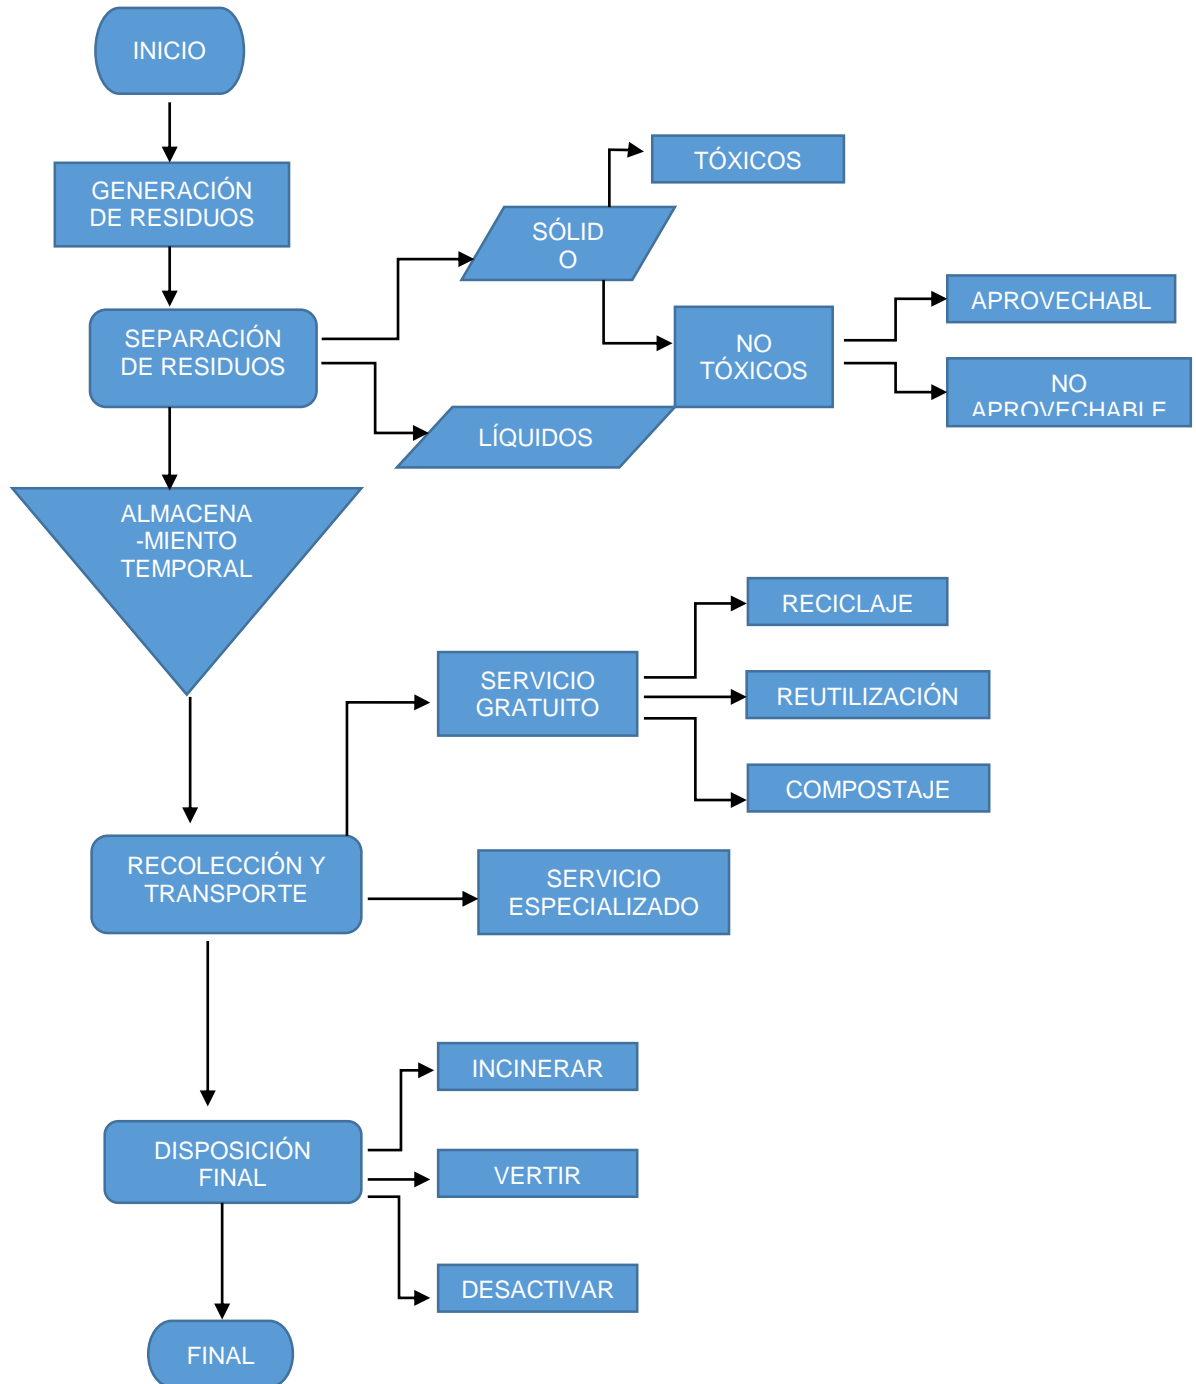 INICIO
GENERACIÓN
DE RESIDUOS
TÓXICOS
SÓLID
O
SEPARACIÓN
DE RESIDUOS
NO
TÓXICOS
APROVECHABL
NO
APROVECHABLE
LÍQUIDOS
ALMACENA
-MIENTO
TEMPORAL
RECICLAJE
SERVICIO
GRATUITO
REUTILIZACIÓN
COMPOSTAJE
RECOLECCIÓN Y
TRANSPORTE
SERVICIO
ESPECIALIZADO
INCINERAR
DISPOSICIÓN
FINAL
VERTIR
DESACTIVAR
FINAL